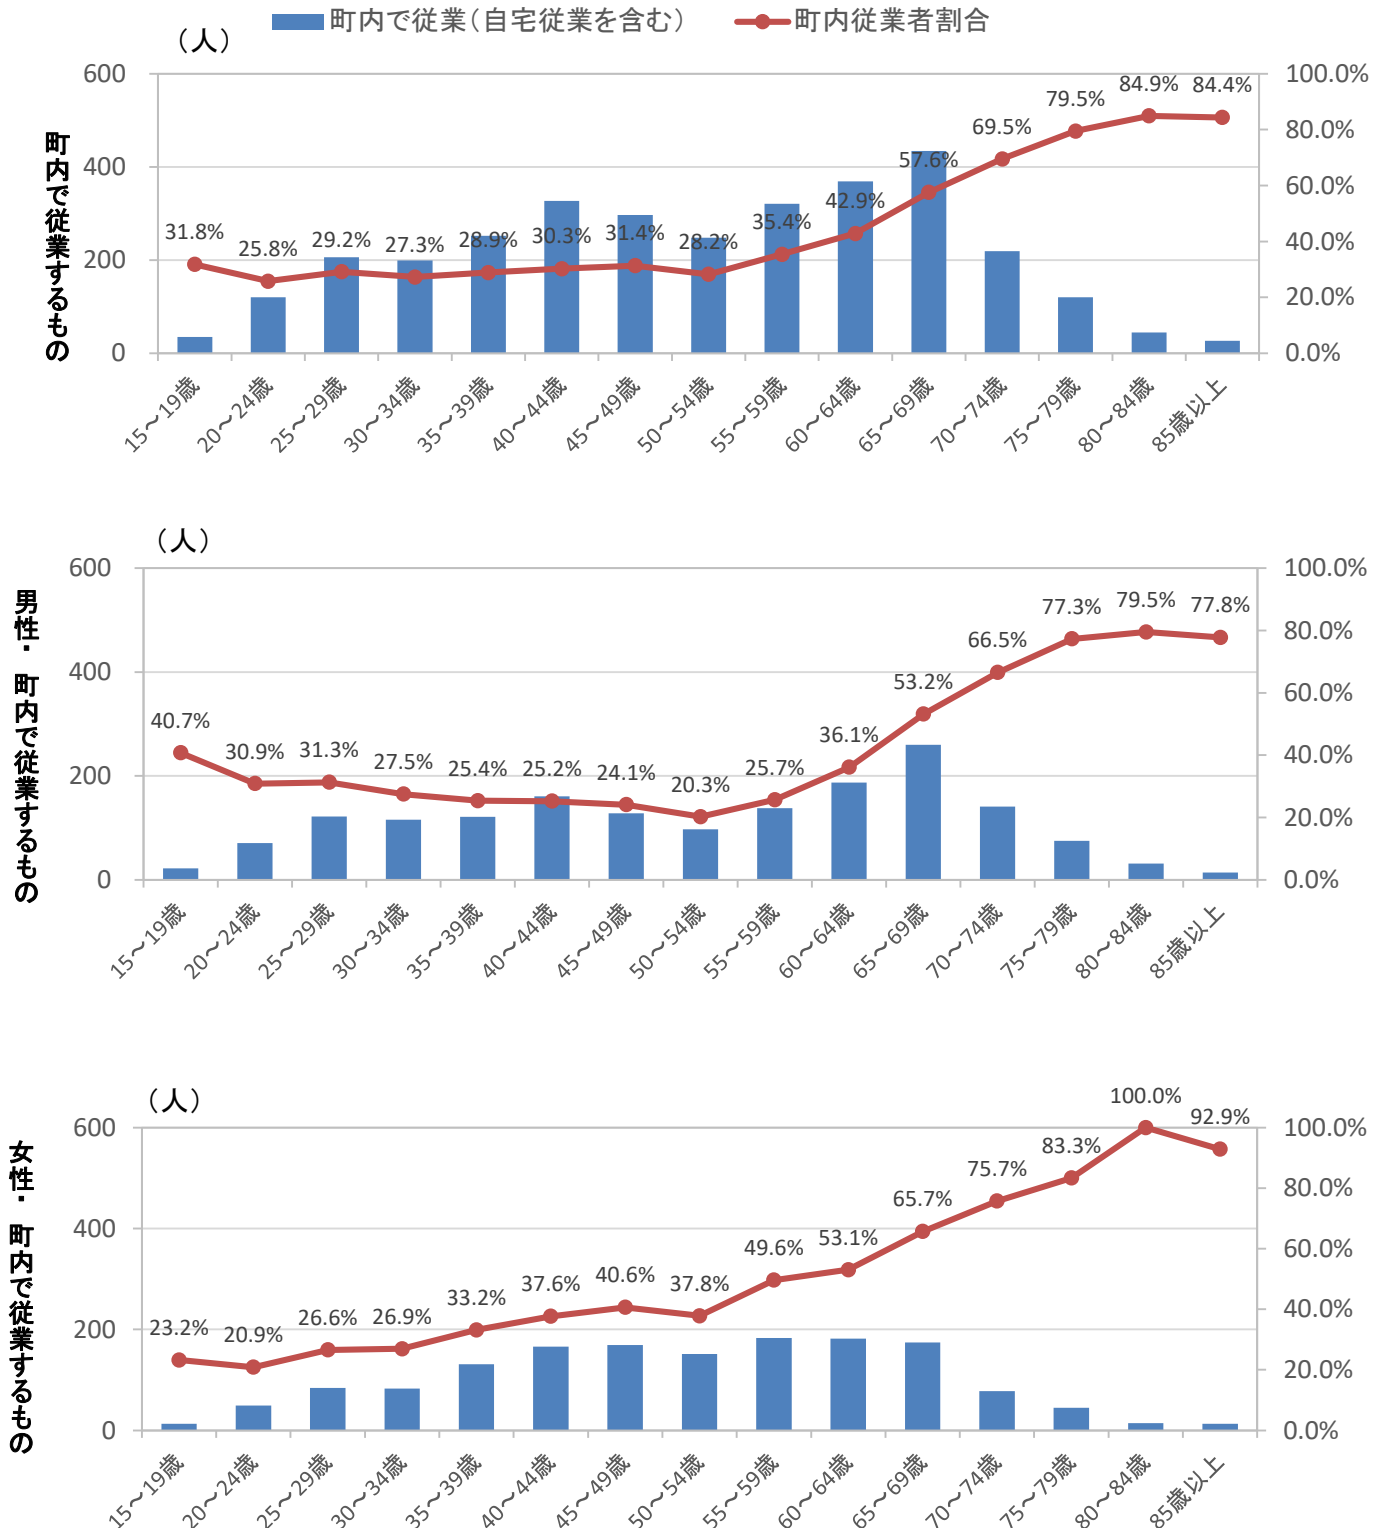 町内で従業(自宅従業を含む) 町内従業者割合
(人)
町内で従業するもの
600 400 200 0
100.0% 80.0% 60.0% 40.0% 20.0% 0.0%
31.8% 25.8% 29.2% 27.3% 28.9% 30.3% 31.4% 28.2% 35.4% 42.9% 57.6% 69.5% 79.5% 84.9% 84.4%
15～19歳 20～24歳 25～29歳 30～34歳 35～39歳 40～44歳 45～49歳 50～54歳 55～59歳 60～64歳 65～69歳 70～74歳 75～79歳 80～84歳 85歳以上
(人)
男性・ 町内で従業するもの
600 400 200 0
100.0% 80.0% 60.0% 40.0% 20.0% 0.0%
40.7% 30.9% 31.3% 27.5% 25.4% 25.2% 24.1% 20.3% 25.7% 36.1% 53.2% 66.5% 77.3% 79.5% 77.8%
15～19歳 20～24歳 25～29歳 30～34歳 35～39歳 40～44歳 45～49歳 50～54歳 55～59歳 60～64歳 65～69歳 70～74歳 75～79歳 80～84歳 85歳以上
(人)
女性・ 町内で従業するもの
600 400 200 0
100.0% 80.0% 60.0% 40.0% 20.0% 0.0%
23.2% 20.9% 26.6% 26.9% 33.2% 37.6% 40.6% 37.8% 49.6% 53.1% 65.7% 75.7% 83.3% 100.0% 92.9%
15～19歳 20～24歳 25～29歳 30～34歳 35～39歳 40～44歳 45～49歳 50～54歳 55～59歳 60～64歳 65～69歳 70～74歳 75～79歳 80～84歳 85歳以上